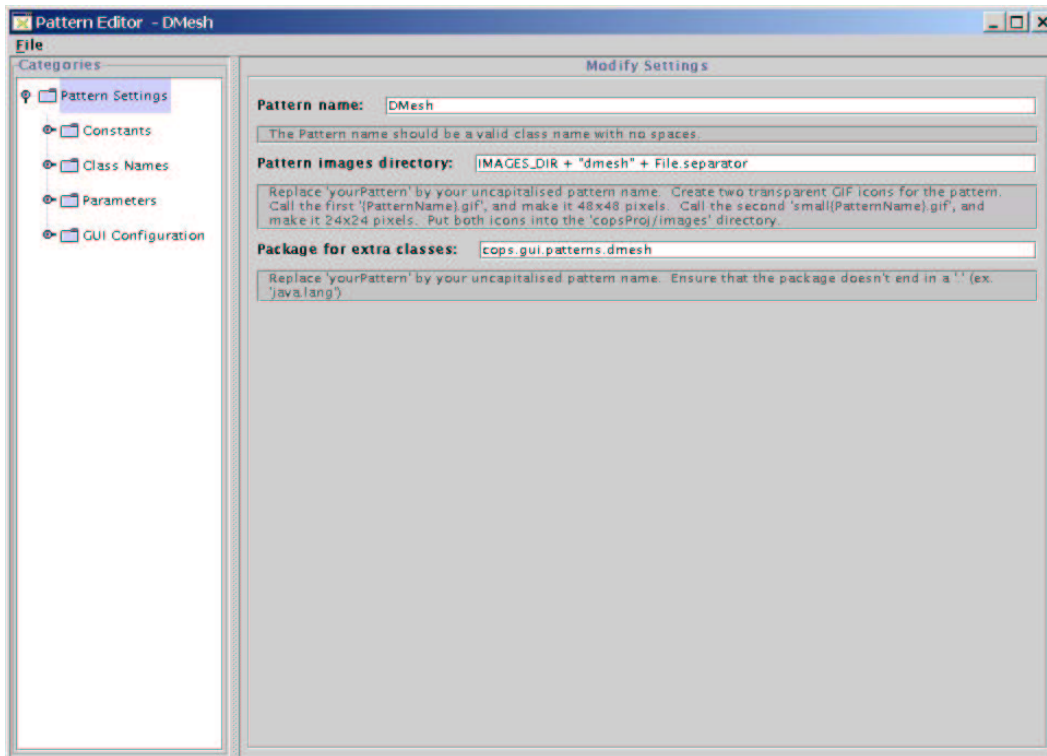 Pattern Editor - DMesh
File
Categories
Pattern Settings
Constants
Class Names
Parameters
GUI Configuration
Modify Settings
Pattern name: DMesh
The Pattern name should be a valid class name with no spaces.
Pattern images directory: IMAGES_DIR + "dmesh" + File.separator
Replace 'yourPattern' by your uncapitalised pattern name. Create two transparent GIF icons for the pattern.
Call the first '{PatternName}.gif', and make it 48x48 pixels. Call the second 'small{PatternName}.gif', and
make it 24x24 pixels. Put both icons into the 'copsProj/images' directory.
Package for extra classes: cops.gui.patterns.dmesh
Replace 'yourPattern' by your uncapitalised pattern name. Ensure that the package doesn't end in a '.' (ex.
'java.lang')